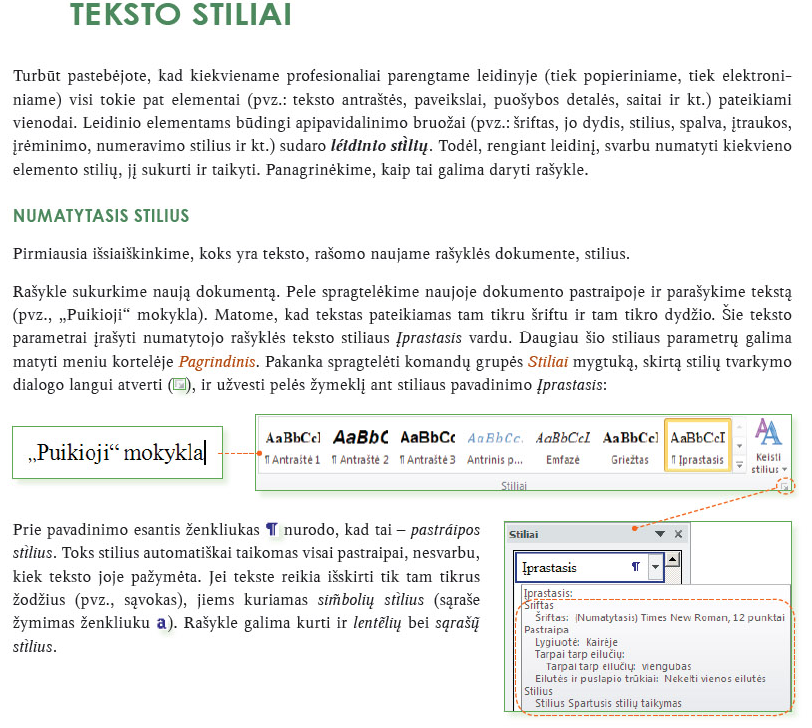 TEKSTO STILIAI
Turbūt pastebėjote, kad kiekviename profesionaliai parengtame leidinyje (tiek popieriniame, tiek elektroni-
niame) visi tokie pat elementai (pvz.: teksto antraštės, paveikslai, puošybos detalės, saitai ir kt.) pateikiami
vienodai. Leidinio elementams būdingi apipavidalinimo bruožai (pvz.: šriftas, jo dydis, stilius, spalva, įtraukos,
įrėminimo, numeravimo stilius ir kt.) sudaro léidinio stìlių. Todėl, rengiant leidinį, svarbu numatyti kiekvieno
elemento stilių, jį sukurti ir taikyti. Panagrinėkime, kaip tai galima daryti rašykle.
NUMATYTASIS STILIUS
Pirmiausia išsiaiškinkime, koks yra teksto, rašomo naujame rašyklės dokumente, stilius.
Rašykle sukurkime naują dokumentą. Pele spragtelėkime naujoje dokumento pastraipoje ir parašykime tekstą
(pvz., „Puikioji“ mokykla). Matome, kad tekstas pateikiamas tam tikru šriftu ir tam tikro dydžio. Šie teksto
parametrai įrašyti numatytojo rašyklės teksto stiliaus Įprastasis vardu. Daugiau šio stiliaus parametrų galima
matyti meniu kortelėje Pagrindinis. Pakanka spragtelėti komandų grupės Stiliai mygtuką, skirtą stilių tvarkymo
dialogo langui atverti (), ir užvesti pelės žymeklį ant stiliaus pavadinimo Įprastasis:
„Puikioji“ mokykla
AaBbCcI AaBbC AaBbCc AaBbCc. AaBbCcI AaBbCcI AaBbCcI
¶ Antraštė 1 ¶ Antraštė 2 ¶ Antraštė 3 Antrinis p... Emfazė Griežtas ¶ Įprastasis
Keisti
stilius
Stiliai
Prie pavadinimo esantis ženkliukas ¶ nurodo, kad tai – pastráipos
stìlius. Toks stilius automatiškai taikomas visai pastraipai, nesvarbu,
kiek teksto joje pažymėta. Jei tekste reikia išskirti tik tam tikrus
žodžius (pvz., sąvokas), jiems kuriamas sim̃bolių stìlius (sąraše
žymimas ženkliuku a). Rašykle galima kurti ir lentẽlių bei sąrašų̃
stìlius.
Stiliai
Įprastasis ¶
Įprastasis:
Šriftas
Šriftas: (Numatytasis) Times New Roman, 12 punktai
Pastraipa
Lygiuotė: Kairėje
Tarpai tarp eilučių:
Tarpai tarp eilučių: viengubas
Eilutės ir puslapio trūkiai: Nekelti vienos eilutės
Stilius
Stilius Spartusis stilių taikymas